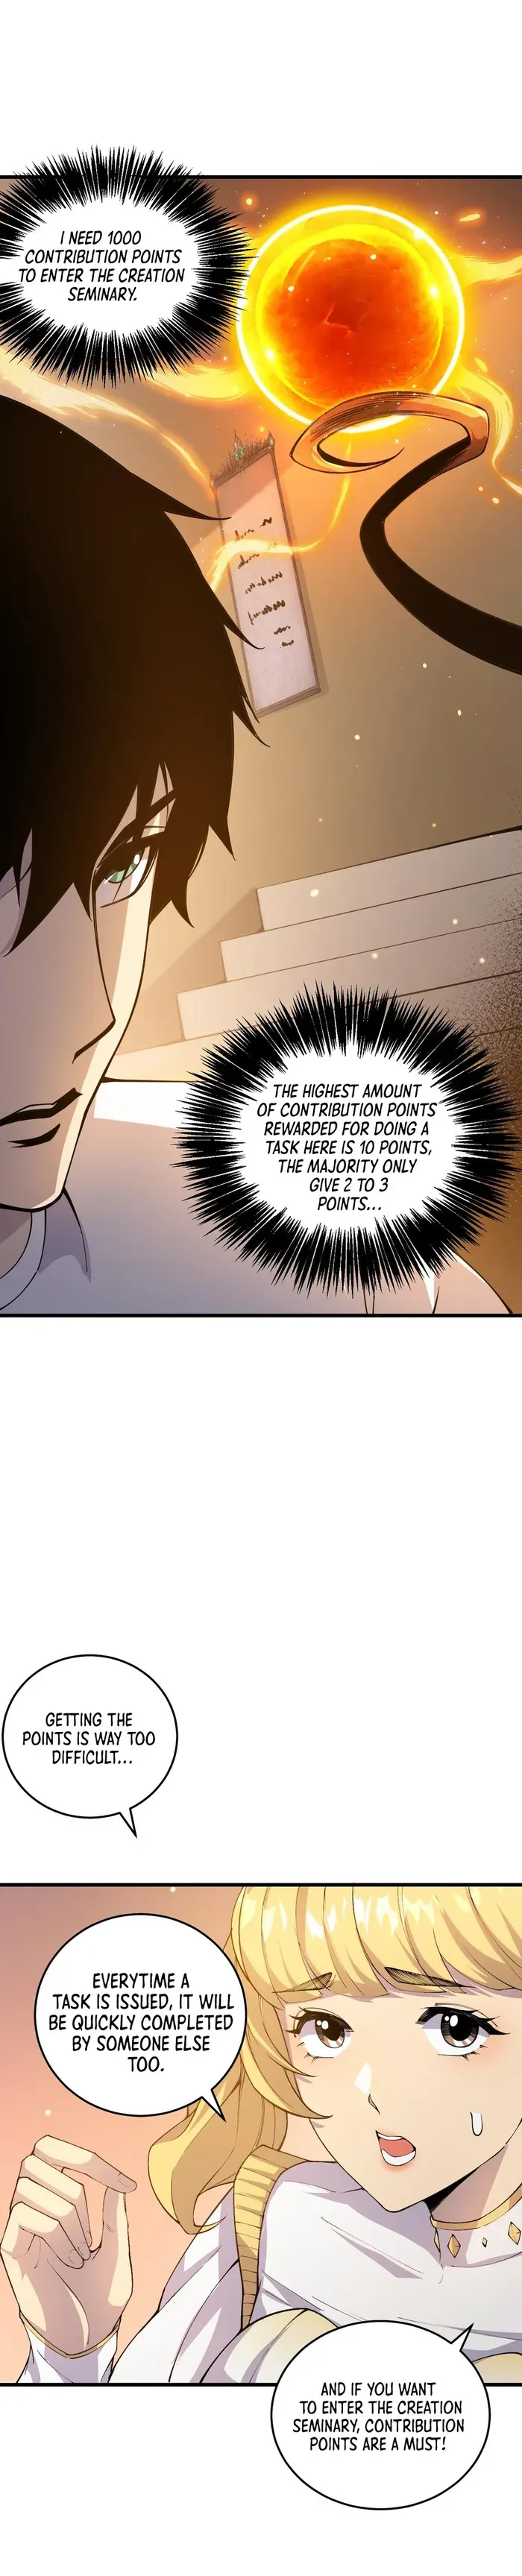 I NEED 1000
CONTRIBUTION POINTS
TO ENTER THE CREATION
SEMINARY.
THE HIGHEST AMOUNT
OF CONTRIBUTION POINTS
REWARDED FOR DOING A
TASK HERE IS 10 POINTS,
THE MAJORITY ONLY
GIVE 2 TO 3
POINTS...
GETTING THE
POINTS IS WAY TOO
DIFFICULT...
EVERYTIME A
TASK IS ISSUED, IT WILL
BE QUICKLY COMPLETED
BY SOMEONE ELSE
TOO.
AND IF YOU WANT
TO ENTER THE CREATION
SEMINARY, CONTRIBUTION
POINTS ARE A MUST!